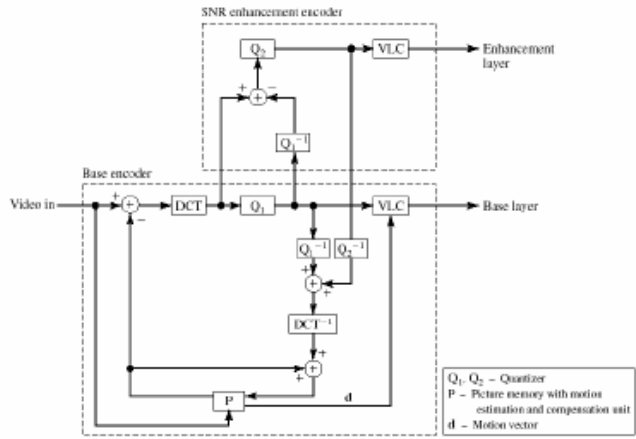 SNR enhancement encoder
Q₂
VLC
Enhancement
layer
+
−
+
Q₁⁻¹
Base encoder
Video in
+
+
−
DCT
Q₁
VLC
Base layer
Q₁⁻¹
Q₂⁻¹
+
+
+
DCT⁻¹
+
+
+
P
d
Q₁, Q₂ – Quantizer
P – Picture memory with motion
estimation and compensation unit
d – Motion vector